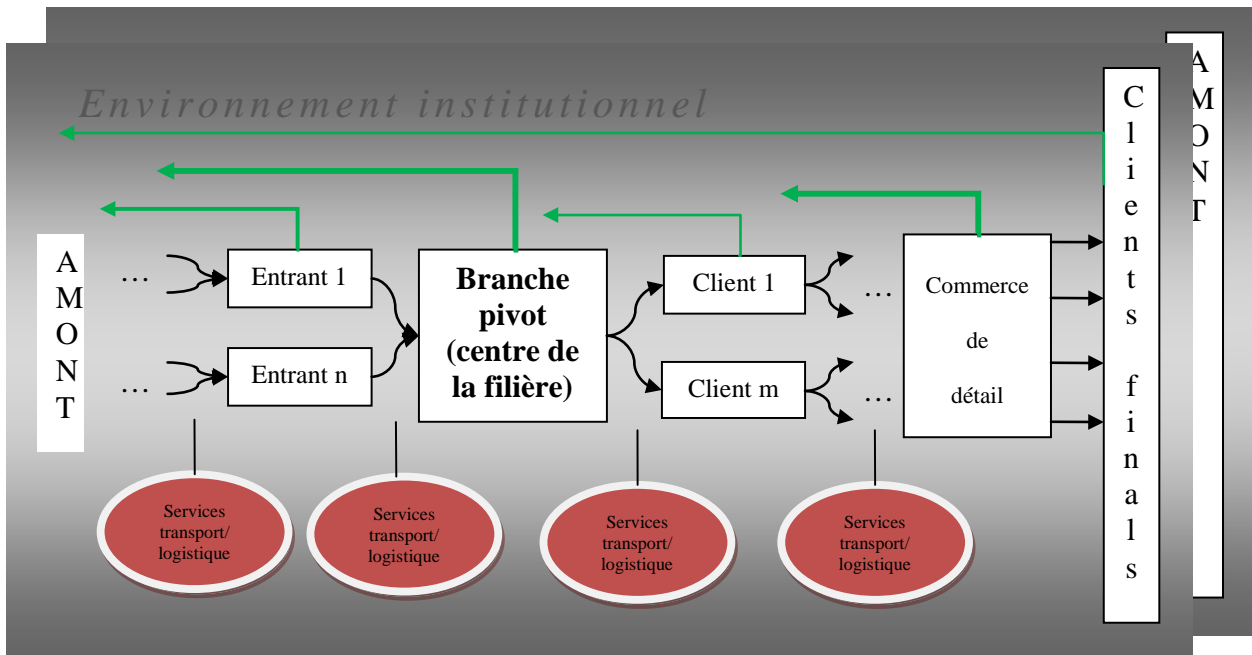 Environnement institutionnel
AMONT
…
Entrant 1
…
Entrant n
Branche
pivot
(centre de
la filière)
Client 1
Client m
…
…
Commerce
de
détail
Clients finals
AMONT
Services
transport/
logistique
Services
transport/
logistique
Services
transport/
logistique
Services
transport/
logistique